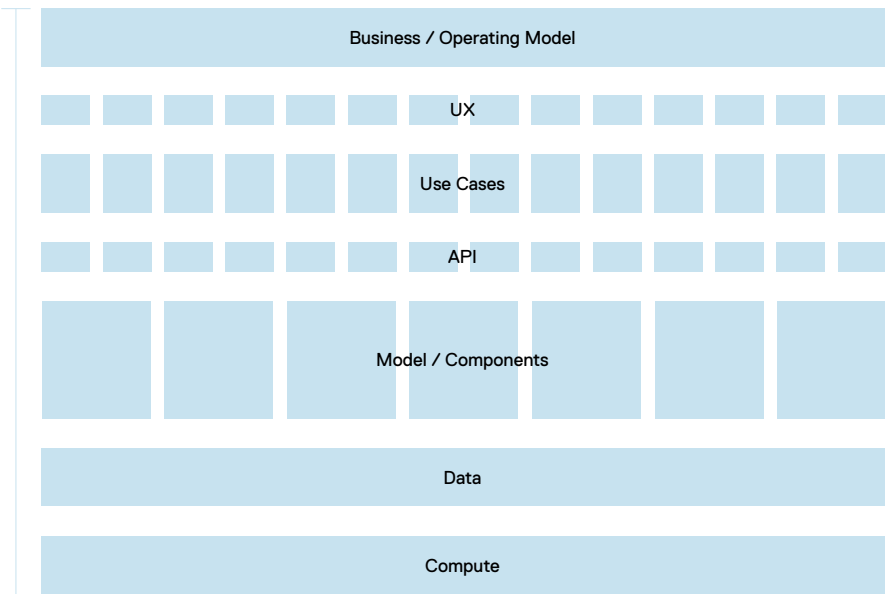 Business / Operating Model
UX
Use Cases
API
Model / Components
Data
Compute